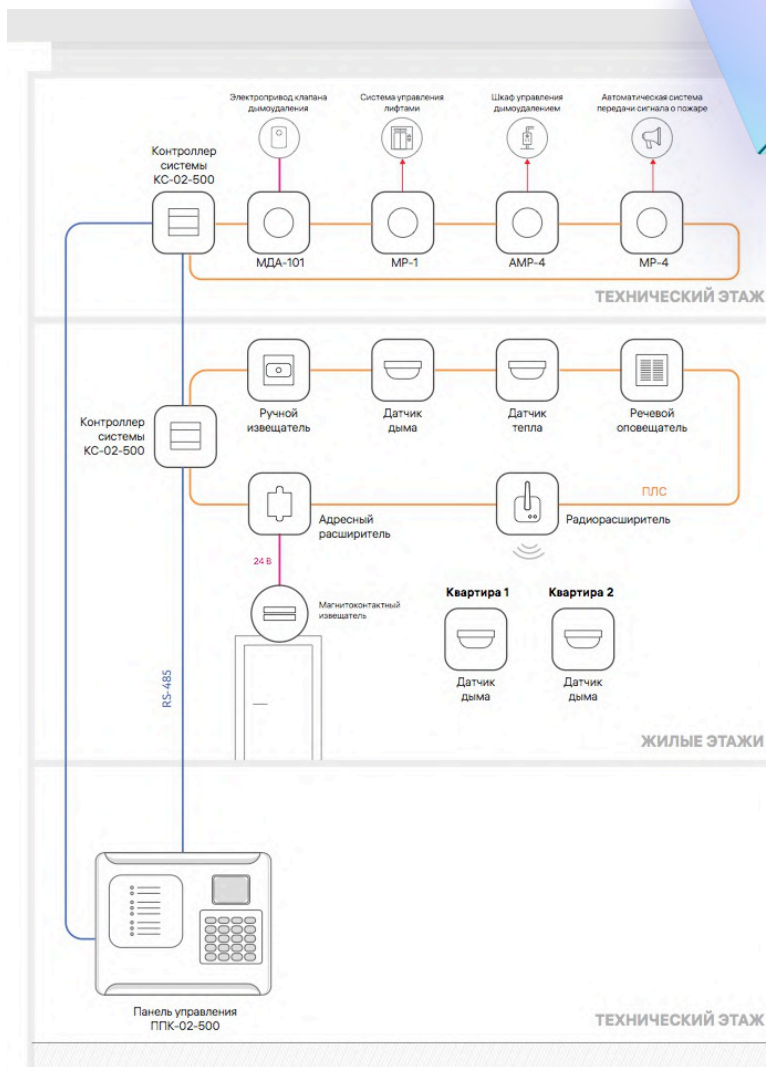 Электропривод клапана
дымоудаления
Система управления
лифтами
Шкаф управления
дымоудалением
Автоматическая система
передачи сигнала о пожаре
Контроллер
системы
КС-02-500
МДА-101
МР-1
АМР-4
МР-4
ТЕХНИЧЕСКИЙ ЭТАЖ
Ручной
извещатель
Датчик
дыма
Датчик
тепла
Речевой
оповещатель
Контроллер
системы
КС-02-500
ПЛС
Адресный
расширитель
Радиорасширитель
24 В
Магнитоконтактный
извещатель
Квартира 1
Квартира 2
Датчик
дыма
Датчик
дыма
RS-485
ЖИЛЫЕ ЭТАЖИ
Панель управления
ППК-02-500
ТЕХНИЧЕСКИЙ ЭТАЖ